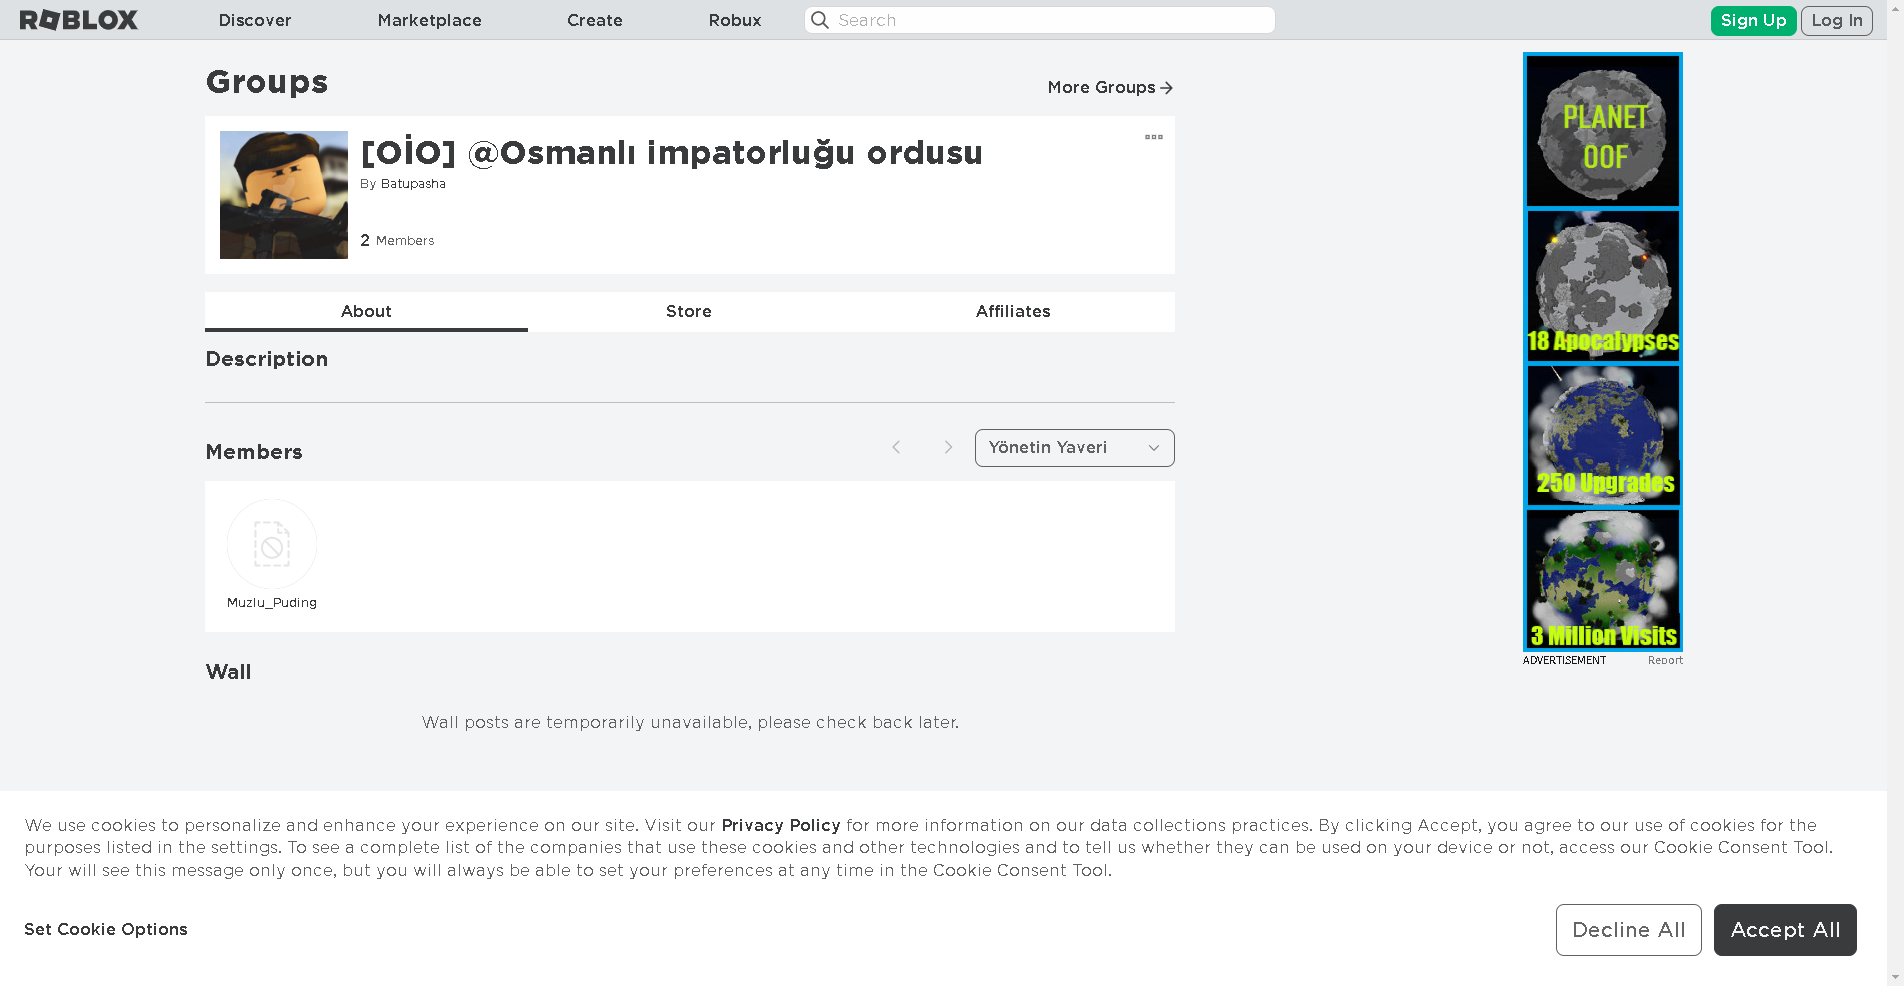 ROBLOX
Discover
Marketplace
Create
Robux
Search
Sign Up
Log In
Groups
More Groups
[OİO] @Osmanlı impatorluğu ordusu
By Batupasha
2 Members
About
Store
Affiliates
Description
Members
Yönetin Yaveri
Muzlu_Puding
Wall
Wall posts are temporarily unavailable, please check back later.
PLANET
OOF
18 Apocalypses
250 Upgrades
3 Million Visits
ADVERTISEMENT
Report
We use cookies to personalize and enhance your experience on our site. Visit our Privacy Policy for more information on our data collections practices. By clicking Accept, you agree to our use of cookies for the
purposes listed in the settings. To see a complete list of the companies that use these cookies and other technologies and to tell us whether they can be used on your device or not, access our Cookie Consent Tool.
Your will see this message only once, but you will always be able to set your preferences at any time in the Cookie Consent Tool.
Set Cookie Options
Decline All
Accept All